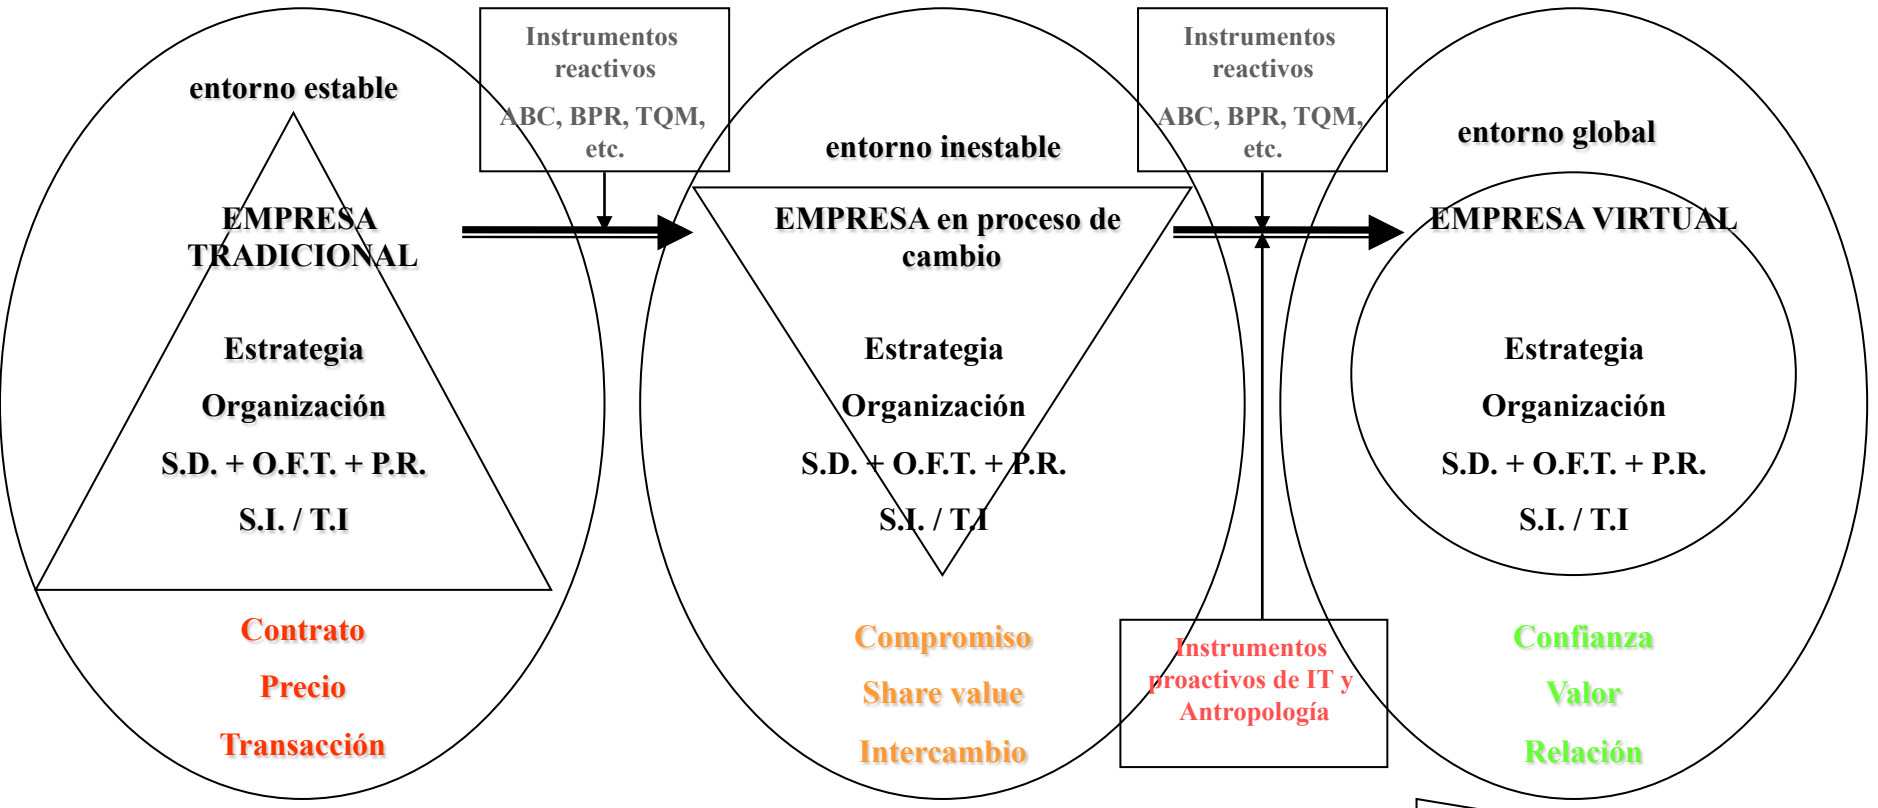 entorno estable
EMPRESA
TRADICIONAL
Estrategia
Organización
S.D. + O.F.T. + P.R.
S.I. / T.I
Contrato
Precio
Transacción
Instrumentos
reactivos
ABC, BPR, TQM,
etc.
entorno inestable
EMPRESA en proceso de
cambio
Estrategia
Organización
S.D. + O.F.T. + P.R.
S.I. / T.I
Compromiso
Share value
Intercambio
Instrumentos
reactivos
ABC, BPR, TQM,
etc.
Instrumentos
proactivos de IT y
Antropología
entorno global
EMPRESA VIRTUAL
Estrategia
Organización
S.D. + O.F.T. + P.R.
S.I. / T.I
Confianza
Valor
Relación